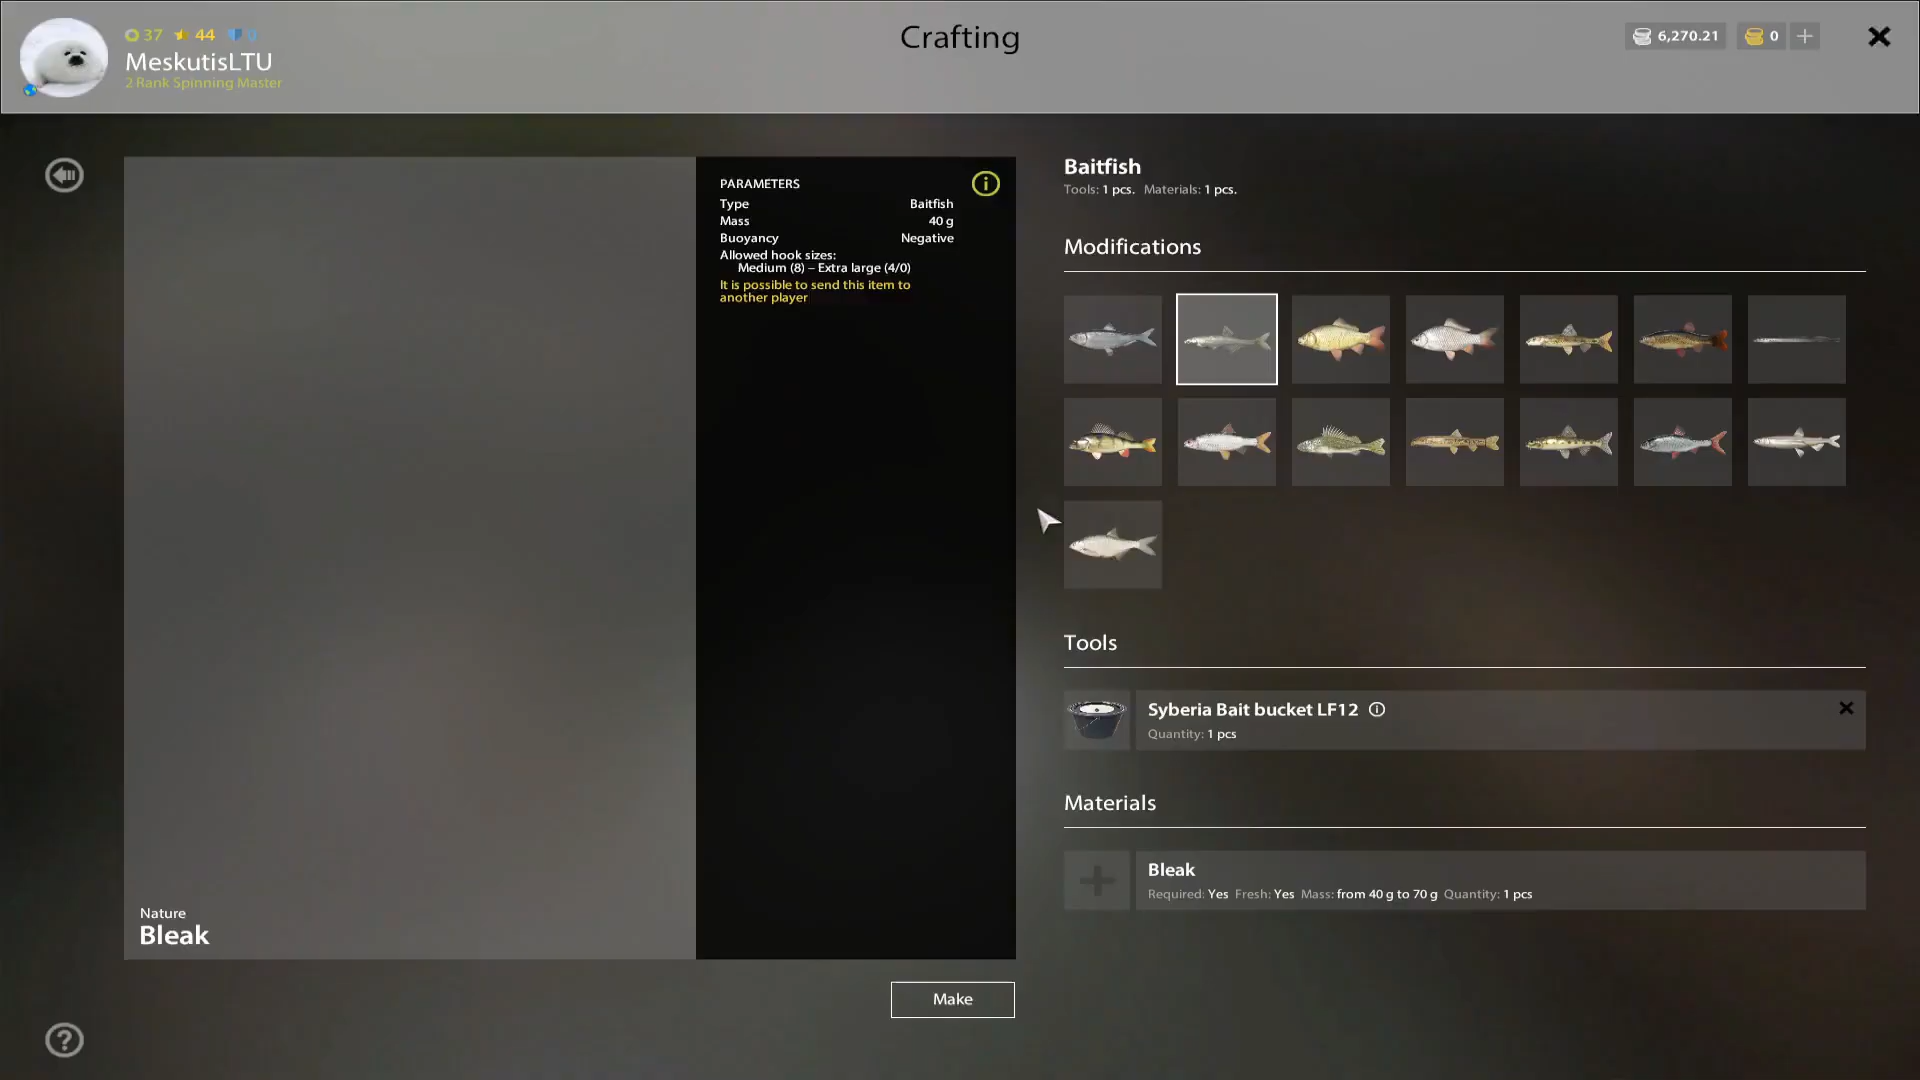 37 44 0
MeskutisLTU
2 Rank Spinning Master
Crafting
6,270.21 0
PARAMETERS
Type Baitfish
Mass 40 g
Buoyancy Negative
Allowed hook sizes:
Medium (8) – Extra large (4/0)
It is possible to send this item to
another player
Nature
Bleak
Make
Baitfish
Tools: 1 pcs. Materials: 1 pcs.
Modifications
Tools
Syberia Bait bucket LF12
Quantity: 1 pcs
Materials
Bleak
Required: Yes Fresh: Yes Mass: from 40 g to 70 g Quantity: 1 pcs